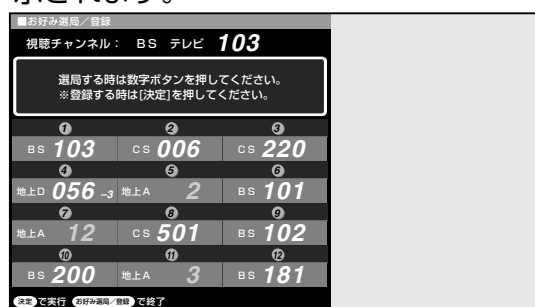 示されます。
■お好み選局／登録
視聴チャンネル： BS テレビ 103
選局する時は数字ボタンを押してください。
※登録する時は[決定]を押してください。
① ② ③
BS 103 CS 006 CS 220
④ ⑤ ⑥
地上D 056 -3 地上A 2 BS 101
⑦ ⑧ ⑨
地上A 12 CS 501 BS 102
⑩ ⑪ ⑫
BS 200 地上A 3 BS 181
決定 で実行 お好み選局／登録 で終了